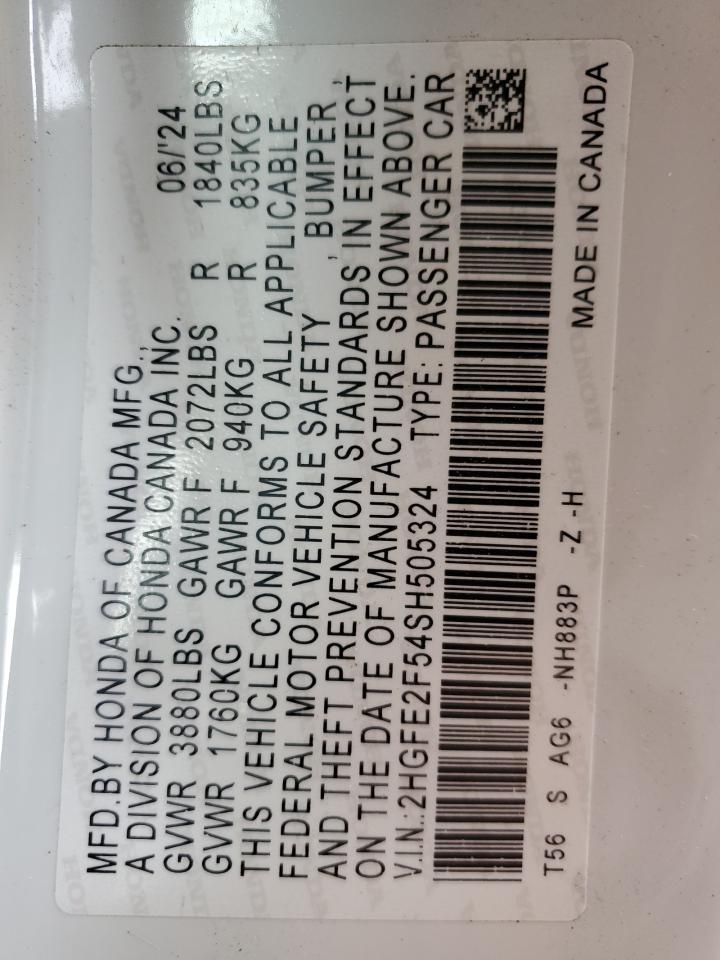 MFD.BY HONDA OF CANADA MFG.,
A DIVISION OF HONDA CANADA INC. 06/'24
GVWR 3880LBS GAWR F 2072LBS R 1840LBS
GVWR 1760KG GAWR F 940KG R 835KG
THIS VEHICLE CONFORMS TO ALL APPLICABLE
FEDERAL MOTOR VEHICLE SAFETY , BUMPER ,
AND THEFT PREVENTION STANDARDS IN EFFECT
ON THE DATE OF MANUFACTURE SHOWN ABOVE.
V.I.N.:2HGFE2F54SH505324 TYPE: PASSENGER CAR
T56 S AG6 -NH883P -Z -H
MADE IN CANADA